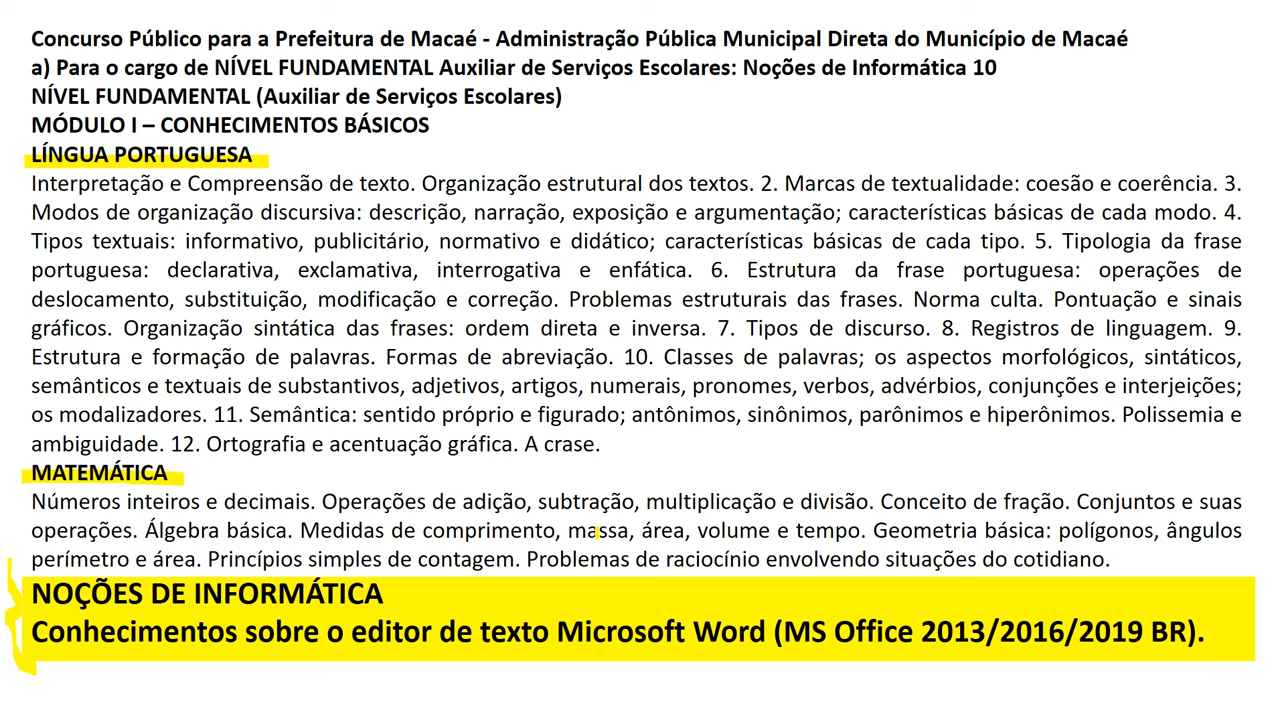 Concurso Público para a Prefeitura de Macaé - Administração Pública Municipal Direta do Município de Macaé
a) Para o cargo de NÍVEL FUNDAMENTAL Auxiliar de Serviços Escolares: Noções de Informática 10
NÍVEL FUNDAMENTAL (Auxiliar de Serviços Escolares)
MÓDULO I – CONHECIMENTOS BÁSICOS
LÍNGUA PORTUGUESA
Interpretação e Compreensão de texto. Organização estrutural dos textos. 2. Marcas de textualidade: coesão e coerência. 3.
Modos de organização discursiva: descrição, narração, exposição e argumentação; características básicas de cada modo. 4.
Tipos textuais: informativo, publicitário, normativo e didático; características básicas de cada tipo. 5. Tipologia da frase
portuguesa: declarativa, exclamativa, interrogativa e enfática. 6. Estrutura da frase portuguesa: operações de
deslocamento, substituição, modificação e correção. Problemas estruturais das frases. Norma culta. Pontuação e sinais
gráficos. Organização sintática das frases: ordem direta e inversa. 7. Tipos de discurso. 8. Registros de linguagem. 9.
Estrutura e formação de palavras. Formas de abreviação. 10. Classes de palavras; os aspectos morfológicos, sintáticos,
semânticos e textuais de substantivos, adjetivos, artigos, numerais, pronomes, verbos, advérbios, conjunções e interjeições;
os modalizadores. 11. Semântica: sentido próprio e figurado; antônimos, sinônimos, parônimos e hiperônimos. Polissemia e
ambiguidade. 12. Ortografia e acentuação gráfica. A crase.
MATEMÁTICA
Números inteiros e decimais. Operações de adição, subtração, multiplicação e divisão. Conceito de fração. Conjuntos e suas
operações. Álgebra básica. Medidas de comprimento, massa, área, volume e tempo. Geometria básica: polígonos, ângulos
perímetro e área. Princípios simples de contagem. Problemas de raciocínio envolvendo situações do cotidiano.
NOÇÕES DE INFORMÁTICA
Conhecimentos sobre o editor de texto Microsoft Word (MS Office 2013/2016/2019 BR).